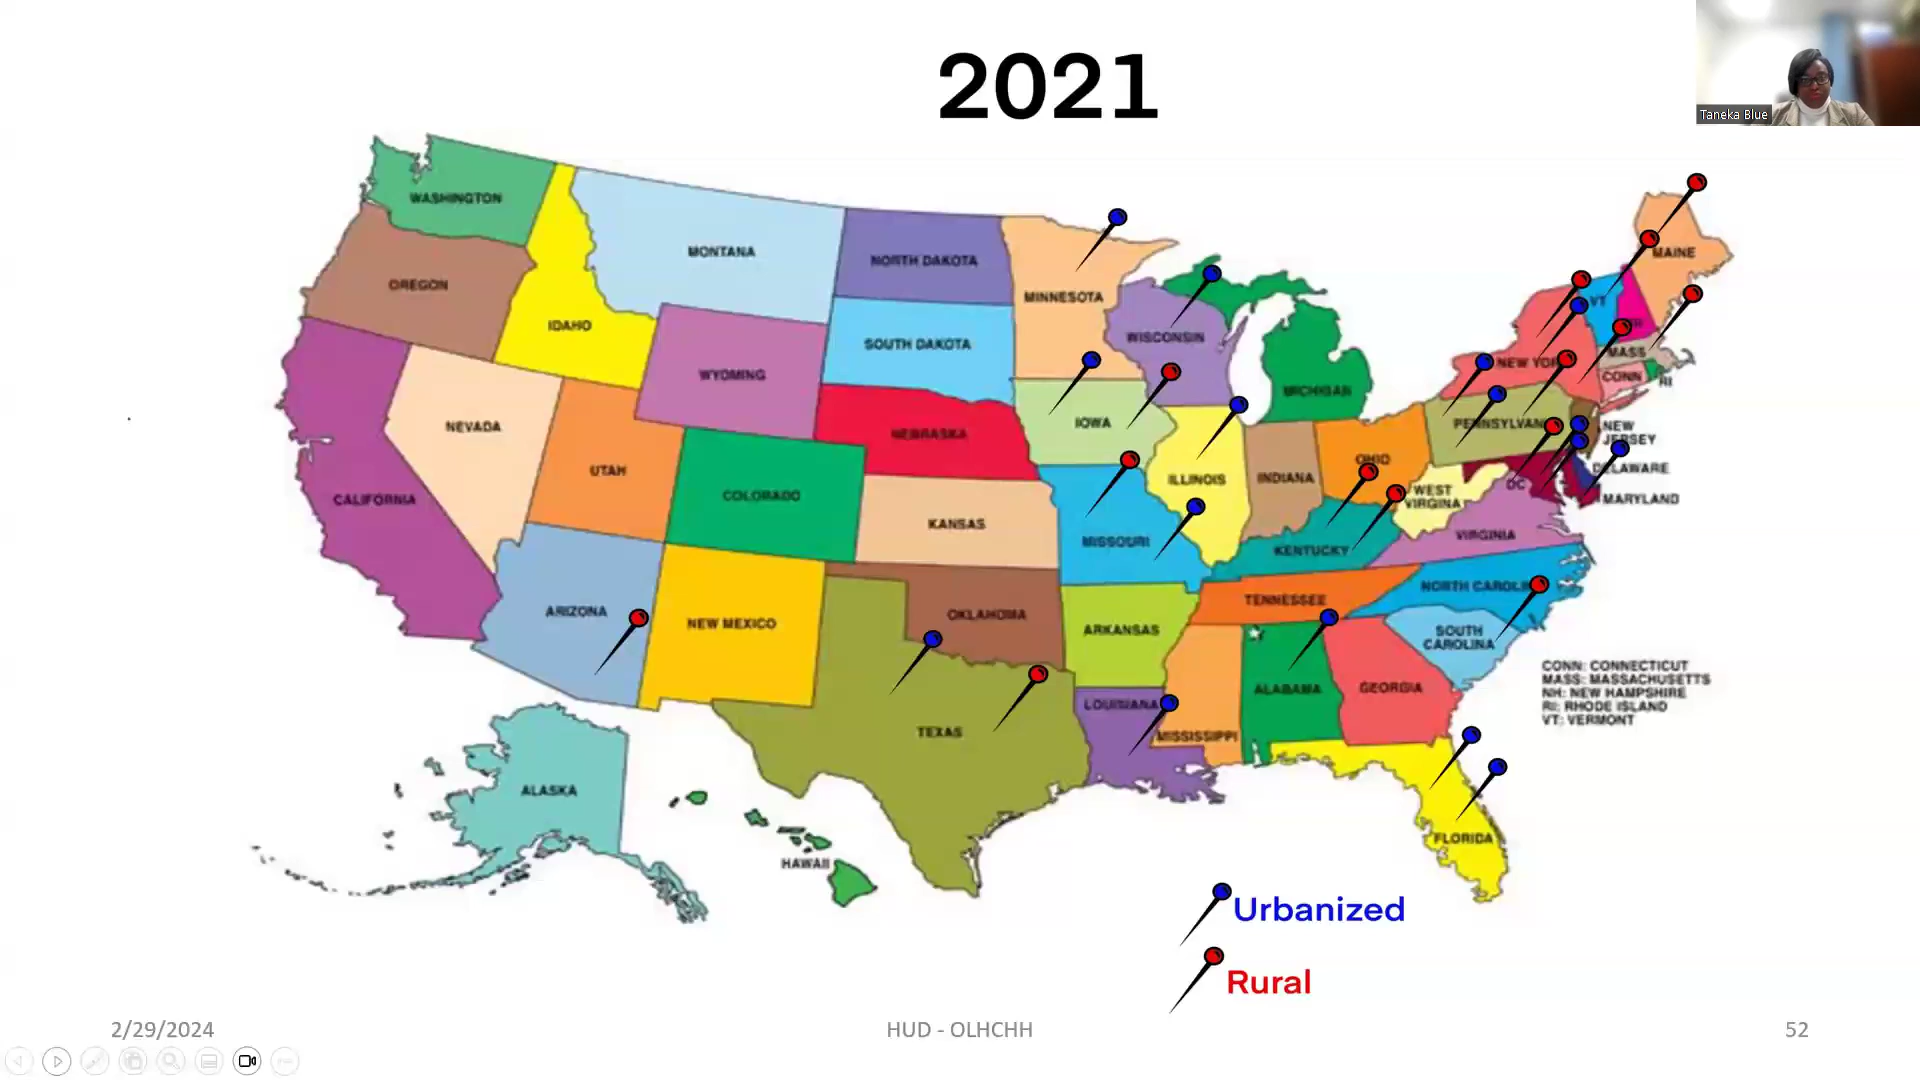 2021
Taneka Blue
WASHINGTON
OREGON
IDAHO
MONTANA
NORTH DAKOTA
MINNESOTA
WISCONSIN
SOUTH DAKOTA
WYOMING
NEVADA
UTAH
COLORADO
NEBRASKA
IOWA
MICHIGAN
ILLINOIS
INDIANA
OHIO
PENNSYLVAN
NEW YOR
VT
MAINE
MASS
CONN
RI
NEW
JERSEY
DELAWARE
MARYLAND
DC
WEST
VIRGINIA
VIRGINIA
KENTUCKY
MISSOURI
KANSAS
CALIFORNIA
ARIZONA
NEW MEXICO
OKLAHOMA
ARKANSAS
TENNESSEE
NORTH CAROLIN
SOUTH
CAROLINA
GEORGIA
ALABAMA
MISSISSIPPI
LOUISIANA
TEXAS
FLORIDA
ALASKA
HAWAII
CONN: CONNECTICUT
MASS: MASSACHUSETTS
NH: NEW HAMPSHIRE
RI: RHODE ISLAND
VT: VERMONT
Urbanized
Rural
2/29/2024
HUD - OLHCHH
52